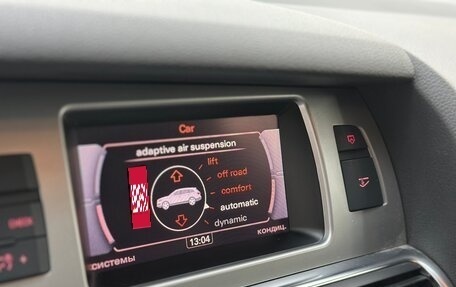 Car
adaptive air suspension
lift
off road
comfort
automatic
dynamic
13:04
системы
кондиц.